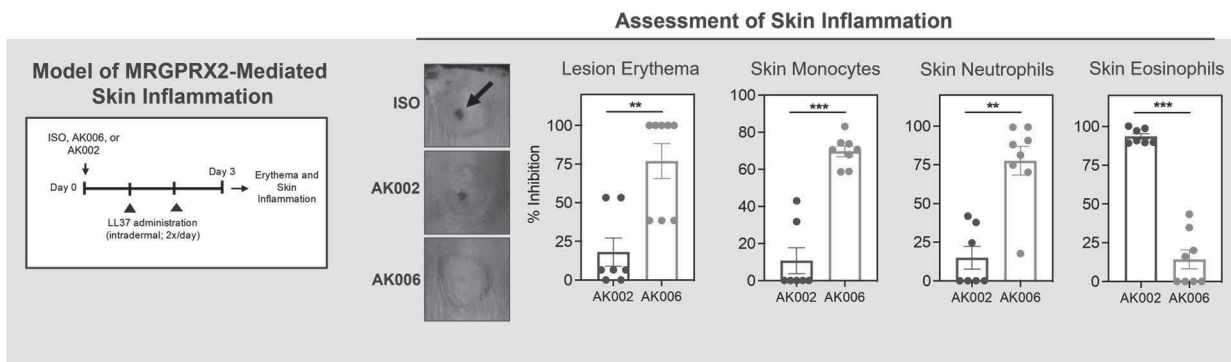 Assessment of Skin Inflammation
Model of MRGPRX2-Mediated
Skin Inflammation
ISO, AK006, or
AK002
Day 0
Day 3
Erythema and
Skin
Inflammation
LL37 administration
(intradermal; 2x/day)
ISO
AK002
AK006
Lesion Erythema
% Inhibition
100
75
50
25
0
**
AK002
AK006
Skin Monocytes
100
80
60
40
20
0
***
AK002
AK006
Skin Neutrophils
100
75
50
25
0
**
AK002
AK006
Skin Eosinophils
100
75
50
25
0
***
AK002
AK006